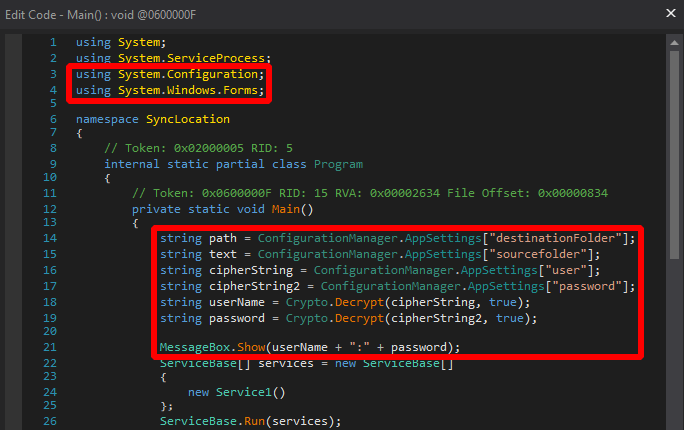 Edit Code - Main() : void @0600000F
1 using System;
2 using System.ServiceProcess;
3 using System.Configuration;
4 using System.Windows.Forms;
5
6 namespace SyncLocation
7 {
8 // Token: 0x02000005 RID: 5
9 internal static partial class Program
10 {
11 // Token: 0x0600000F RID: 15 RVA: 0x00002634 File Offset: 0x00000834
12 private static void Main()
13 {
14 string path = ConfigurationManager.AppSettings["destinationFolder"];
15 string text = ConfigurationManager.AppSettings["sourcefolder"];
16 string cipherString = ConfigurationManager.AppSettings["user"];
17 string cipherString2 = ConfigurationManager.AppSettings["password"];
18 string userName = Crypto.Decrypt(cipherString, true);
19 string password = Crypto.Decrypt(cipherString2, true);
20
21 MessageBox.Show(userName + ":" + password);
22 ServiceBase[] services = new ServiceBase[]
23 {
24 new Service1()
25 };
26 ServiceBase.Run(services);